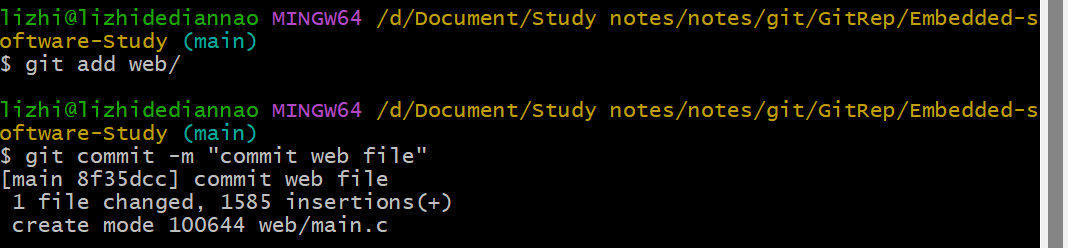 lizhi@lizhidediannao MINGW64 /d/Document/Study notes/notes/git/GitRep/Embedded-s
oftware-Study (main)
$ git add web/
lizhi@lizhidediannao MINGW64 /d/Document/Study notes/notes/git/GitRep/Embedded-s
oftware-Study (main)
$ git commit -m "commit web file"
[main 8f35dcc] commit web file
 1 file changed, 1585 insertions(+)
 create mode 100644 web/main.c